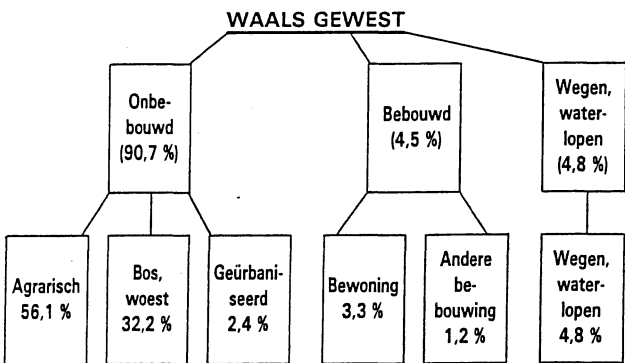 WAALS GEWEST
Onbe-
bouwd
(90,7 %)
Bebouwd
(4,5 %)
Wegen,
water-
lopen
(4,8 %)
Agrarisch
56,1 %
Bos,
woest
32,2 %
Geürbani-
seerd
2,4 %
Bewoning
3,3 %
Andere
be-
bouwing
1,2 %
Wegen,
water-
lopen
4,8 %